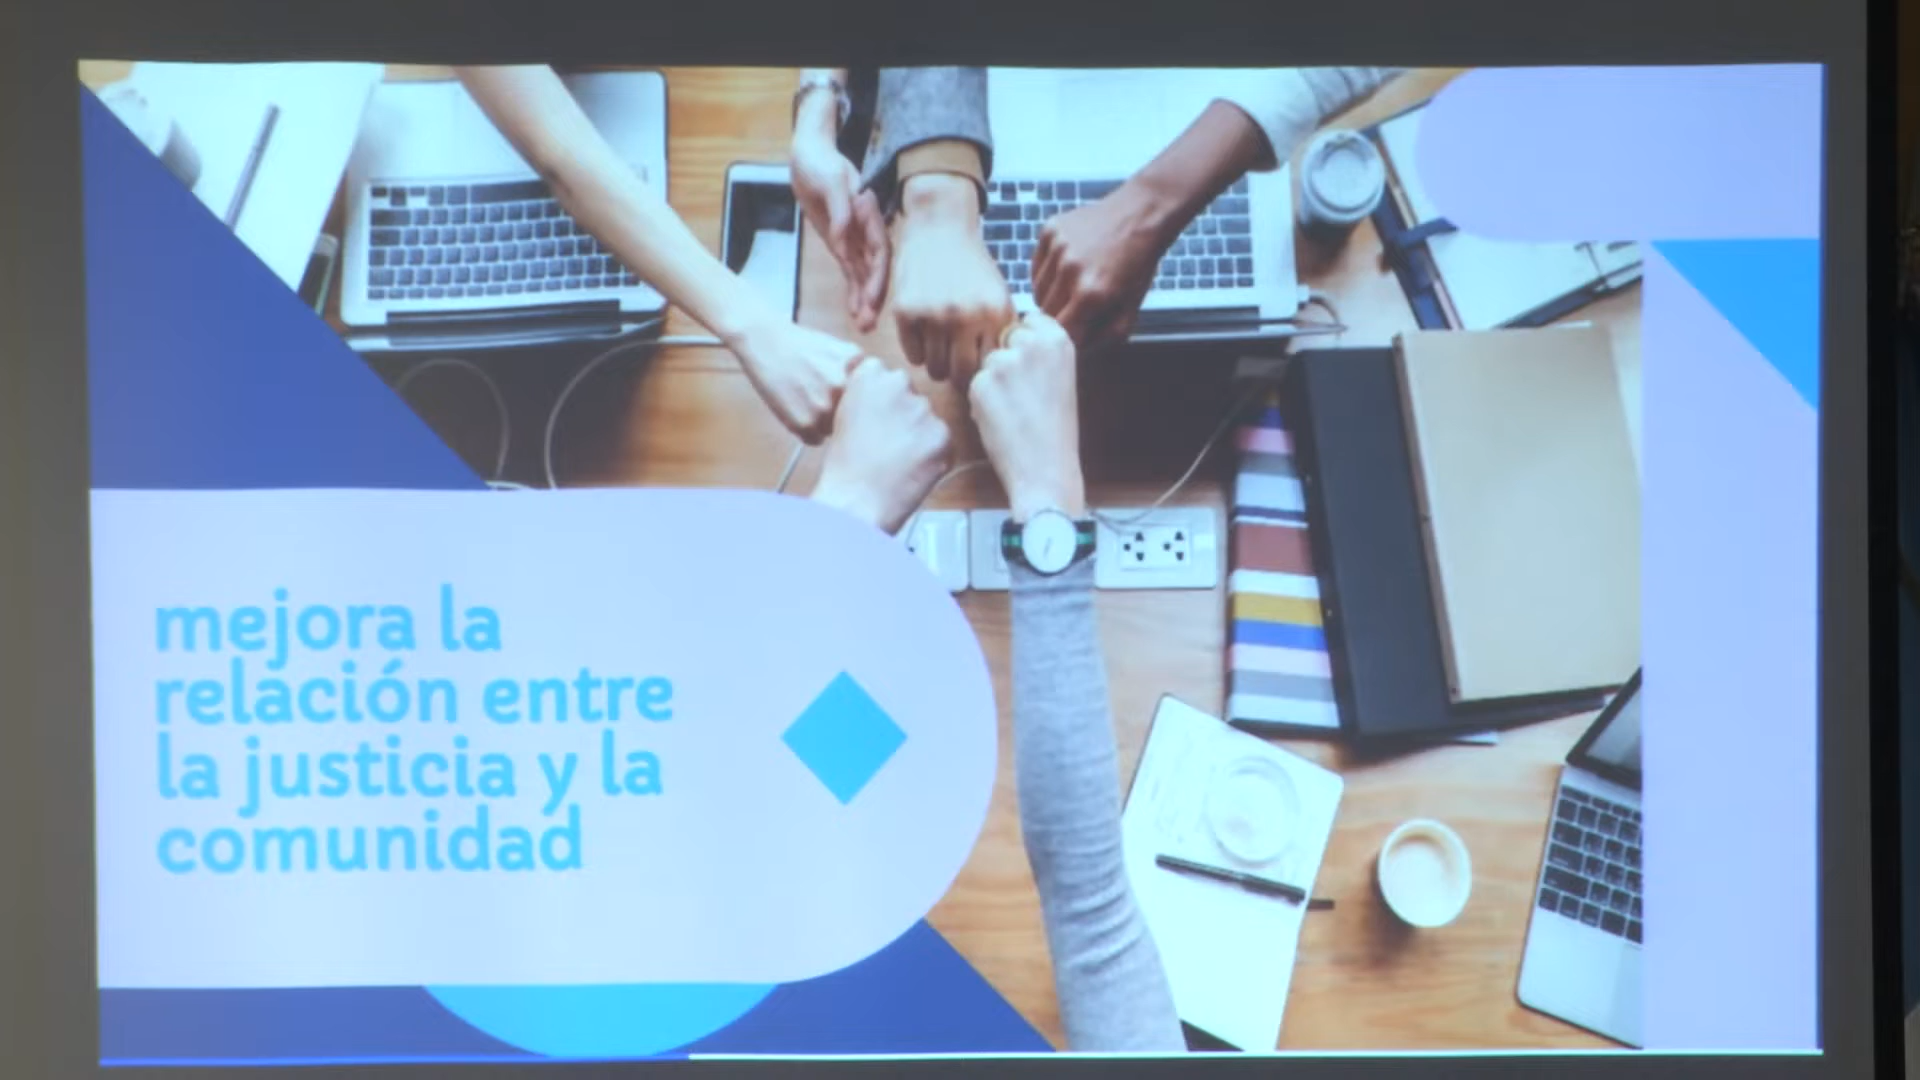 mejora la
relación entre
la justicia y la
comunidad